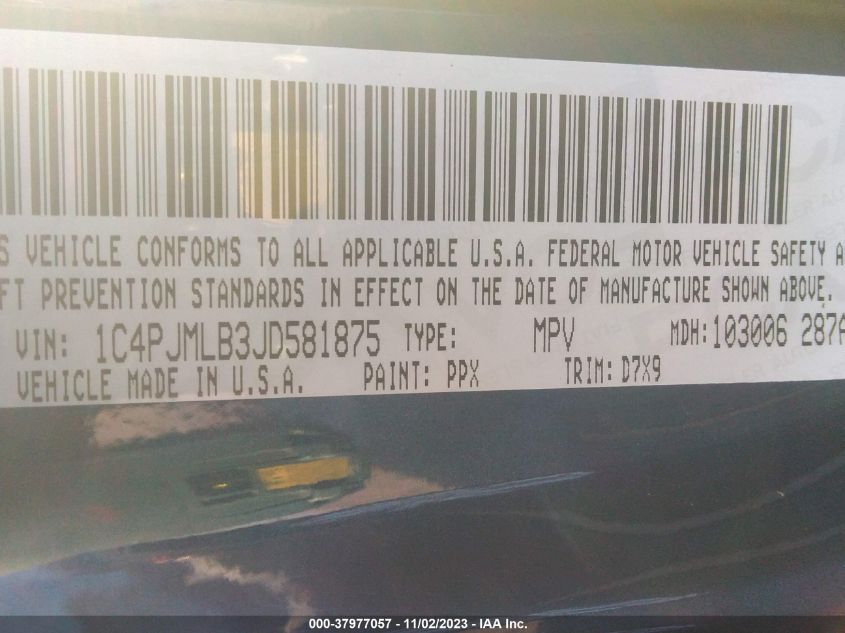 VEHICLE CONFORMS TO ALL APPLICABLE U.S.A. FEDERAL MOTOR VEHICLE SAFETY
PREVENTION STANDARDS IN EFFECT ON THE DATE OF MANUFACTURE SHOWN ABOVE.
VIN: 1C4PJMLB3JD581875 TYPE: MPV MDH:103006 287A
VEHICLE MADE IN U.S.A. PAINT: PPX TRIM: D7X9
000-37977057 - 11/02/2023 - IAA Inc.